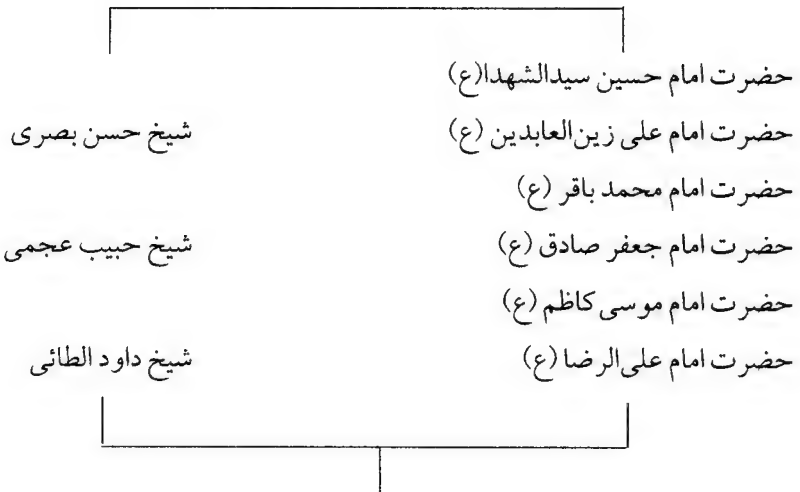 حضرت امام حسین سیدالشهدا(ع)
حضرت امام علی زین‌العابدین (ع) شیخ حسن بصری
حضرت امام محمد باقر (ع)
حضرت امام جعفر صادق (ع) شیخ حبیب عجمی
حضرت امام موسی کاظم (ع)
حضرت امام علی‌الرضا (ع) شیخ داود الطائی